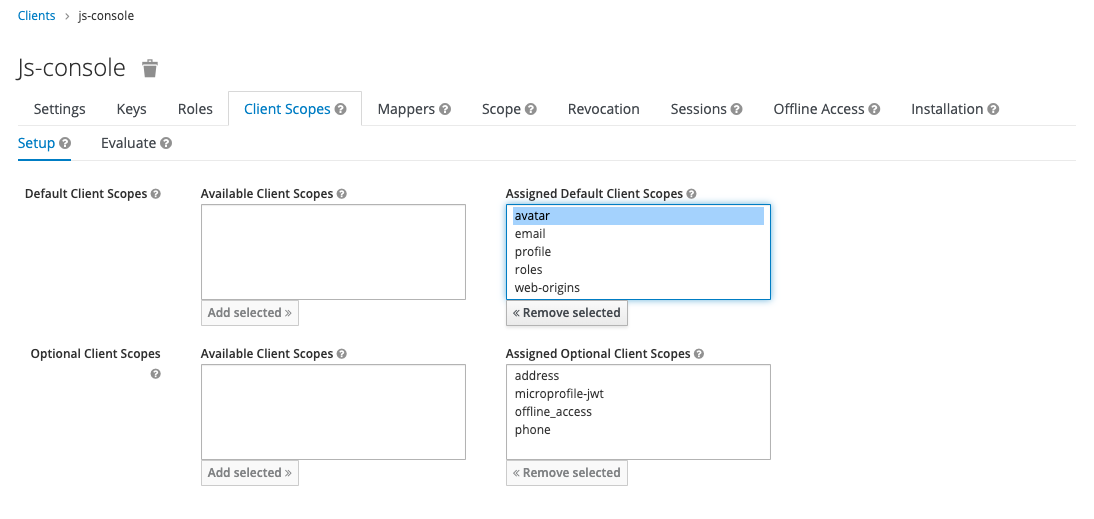 Clients › js-console
Js-console
Settings Keys Roles Client Scopes Mappers Scope Revocation Sessions Offline Access Installation
Setup Evaluate
Default Client Scopes Available Client Scopes Assigned Default Client Scopes
avatar
email
profile
roles
web-origins
Add selected » « Remove selected
Optional Client Scopes Available Client Scopes Assigned Optional Client Scopes
address
microprofile-jwt
offline_access
phone
Add selected » « Remove selected